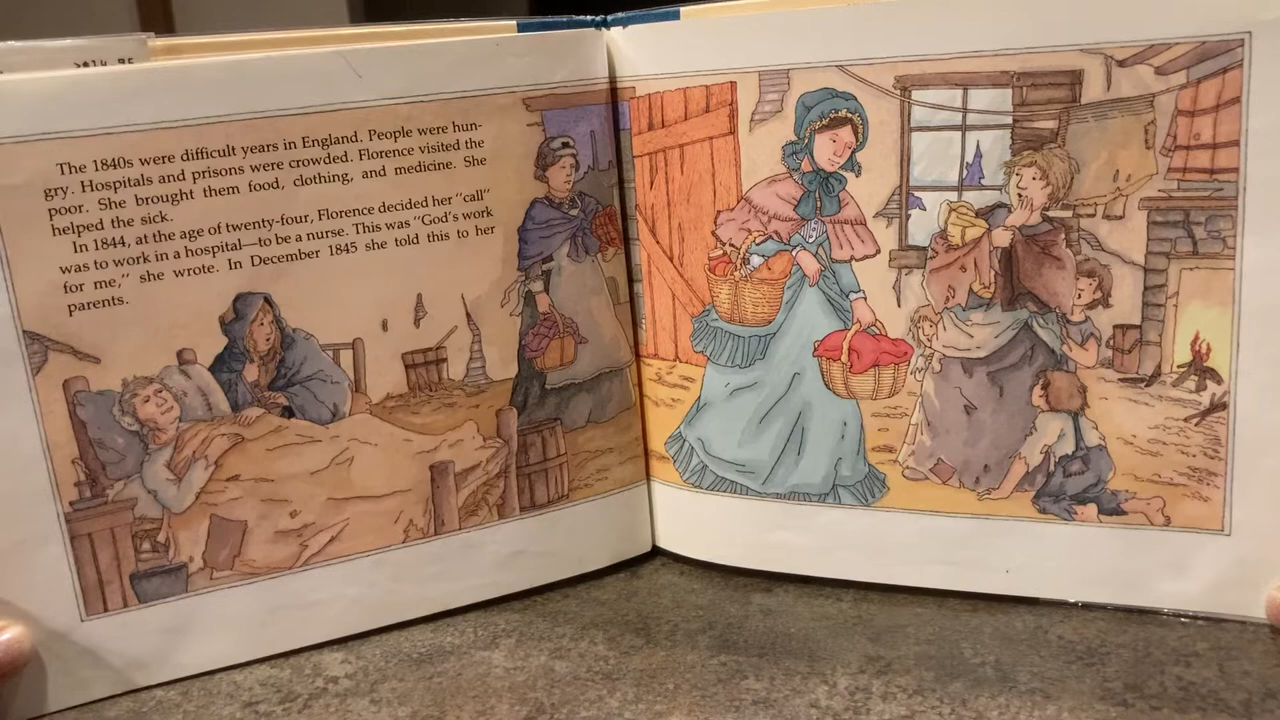 >$14.95
The 1840s were difficult years in England. People were hun-
gry. Hospitals and prisons were crowded. Florence visited the
poor. She brought them food, clothing, and medicine. She
helped the sick.
In 1844, at the age of twenty-four, Florence decided her "call"
was to work in a hospital—to be a nurse. This was "God's work
for me," she wrote. In December 1845 she told this to her
parents.